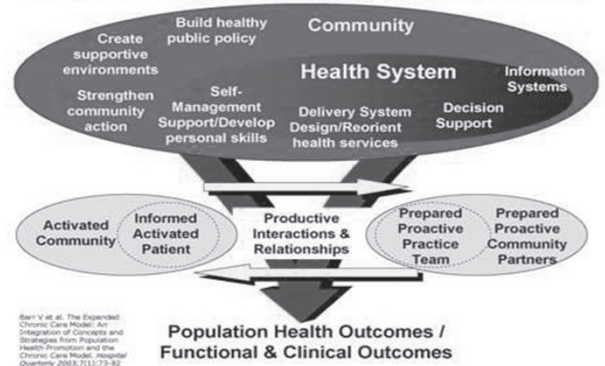 Build healthy
public policy
Community
Create
supportive
environments
Health System
Information
Systems
Strengthen
community
action
Self-
Management
Support/Develop
personal skills
Delivery System
Design/Reorient
health services
Decision
Support
Activated
Community
Informed
Activated
Patient
Productive
Interactions &
Relationships
Prepared
Proactive
Practice
Team
Prepared
Proactive
Community
Partners
Barr V et al. The Expanded
Chronic Care Model: An
Integration of Concepts and
Strategies from Population
Health Promotion and the
Chronic Care Model. Hospital
Quarterly 2003;7(1):73-82
Population Health Outcomes /
Functional & Clinical Outcomes